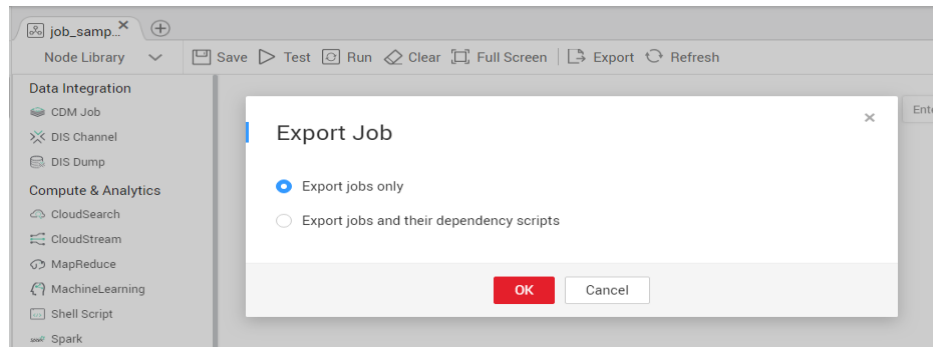 job_samp...
Node Library
Save Test Run Clear Full Screen Export Refresh
Data Integration
CDM Job
DIS Channel
DIS Dump
Compute & Analytics
CloudSearch
CloudStream
MapReduce
MachineLearning
Shell Script
Spark
Export Job
Export jobs only
Export jobs and their dependency scripts
OK Cancel